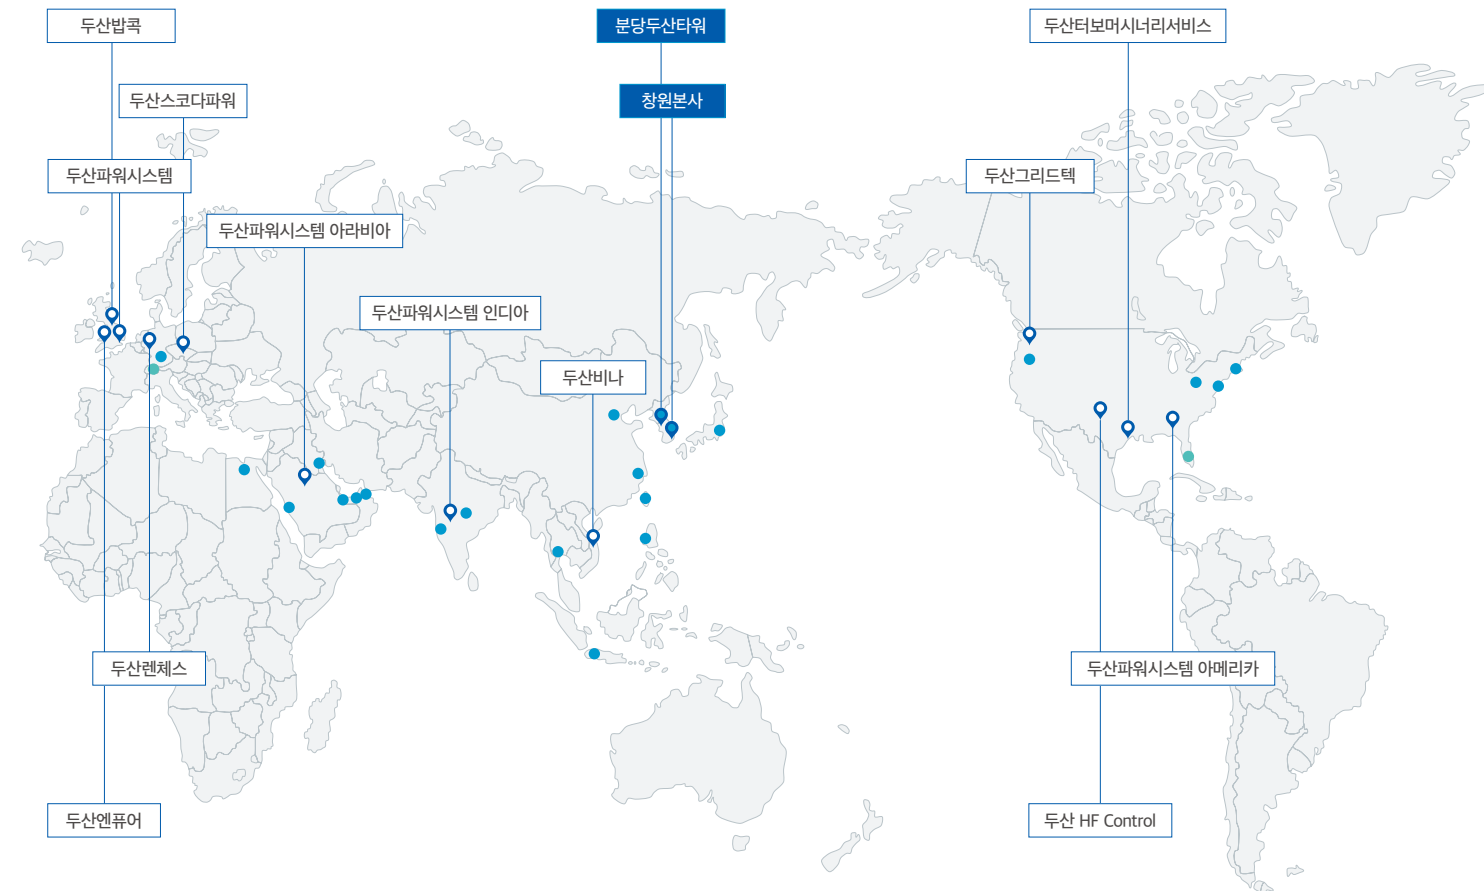 두산밥콕
분당두산타워
두산터보머시너리서비스
두산스코다파워
창원본사
두산파워시스템
두산그리드텍
두산파워시스템 아라비아
두산파워시스템 인디아
두산비나
두산렌체스
두산파워시스템 아메리카
두산엔퓨어
두산 HF Control